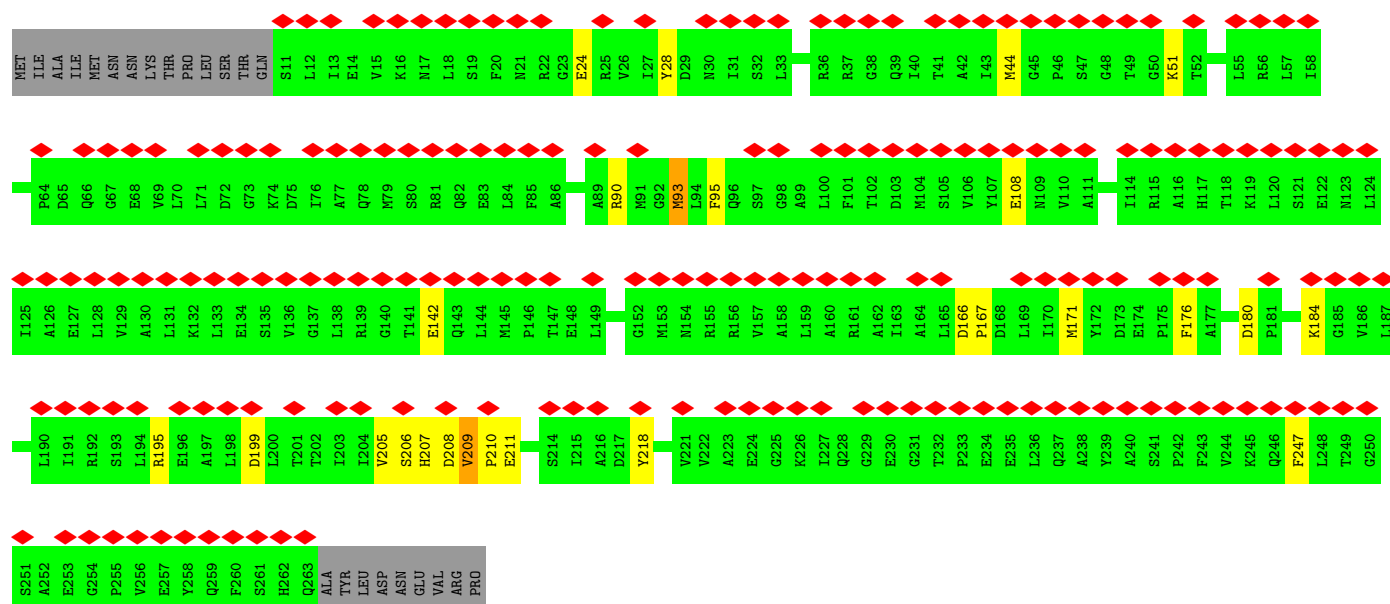 MET ILE ALA ILE MET ASN ASN LYS THR PRO LEU SER THR GLN S11 L12 I13 E14 V15 K16 N17 L18 S19 F20 N21 R22 G23 E24 R25 V26 I27 Y28 D29 N30 I31 S32 L33 R36 R37 G38 Q39 I40 T41 A42 I43 M44 G45 P46 S47 G48 T49 G50 K51 T52 L55 R56 L57 I58
P64 D65 Q66 G67 E68 V69 L70 L71 D72 G73 K74 D75 I76 A77 Q78 M79 S80 R81 Q82 E83 L84 F85 A86 A89 R90 M91 G92 M93 L94 F95 Q96 S97 G98 A99 L100 F101 T102 D103 M104 S105 V106 Y107 E108 N109 V110 A111 I114 R115 A116 H117 T118 K119 L120 S121 E122 N123 L124
I125 A126 E127 L128 V129 A130 L131 K132 L133 E134 S135 V136 G137 L138 R139 G140 T141 E142 Q143 L144 M145 P146 T147 E148 L149 G152 M153 N154 R155 R156 V157 A158 L159 A160 R161 A162 I163 A164 L165 D166 P167 D168 L169 I170 M171 Y172 D173 E174 P175 F176 A177 D180 P181 K184 G185 V186 L187
L190 I191 R192 S193 L194 R195 E196 A197 L198 D199 L200 T201 T202 I203 I204 V205 S206 H207 D208 V209 P210 E211 S214 I215 A216 D217 Y218 V221 V222 A223 E224 G225 K226 I227 Q228 G229 E230 G231 T232 P233 E234 E235 L236 Q237 A238 Y239 A240 S241 P242 F243 V244 K245 Q246 F247 L248 T249 G250
S251 A252 E253 G254 P255 V256 E257 Y258 Q259 F260 S261 H262 Q263 ALA TYR LEU ASP ASN GLU VAL ARG PRO